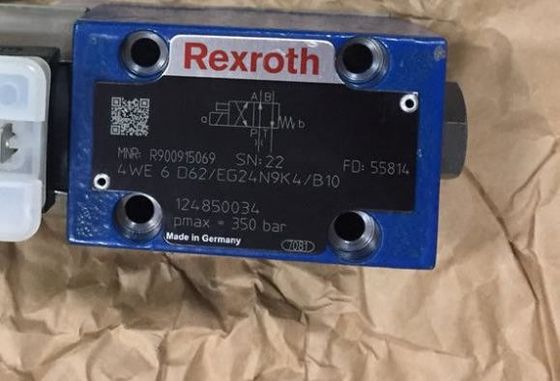 Rexroth
A B
a
b
P T
MNR: R900915069 SN: 22 FD: 55814
4WE 6 D62/EG24N9K4/B10
124850034
pmax = 350 bar
Made in Germany
7081